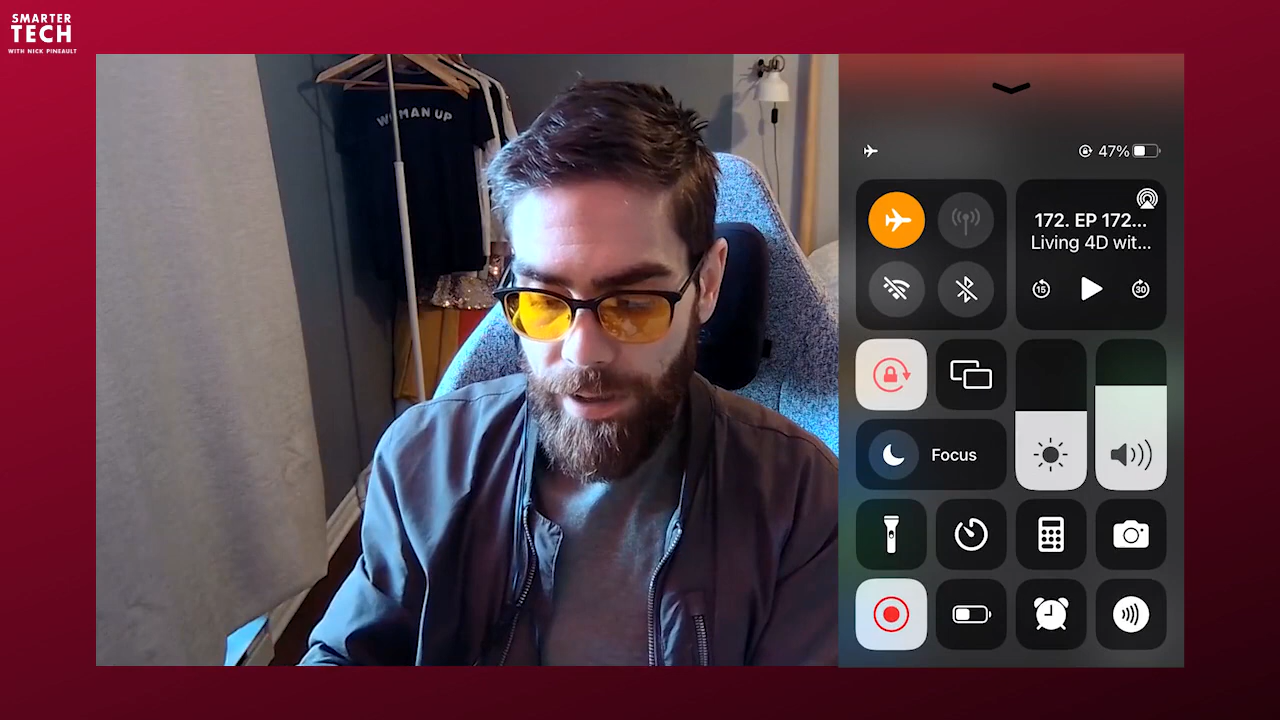 SMARTER
TECH
WITH NICK PINEAULT
WOMAN UP
47%
172. EP 172...
Living 4D wit...
15
30
Focus